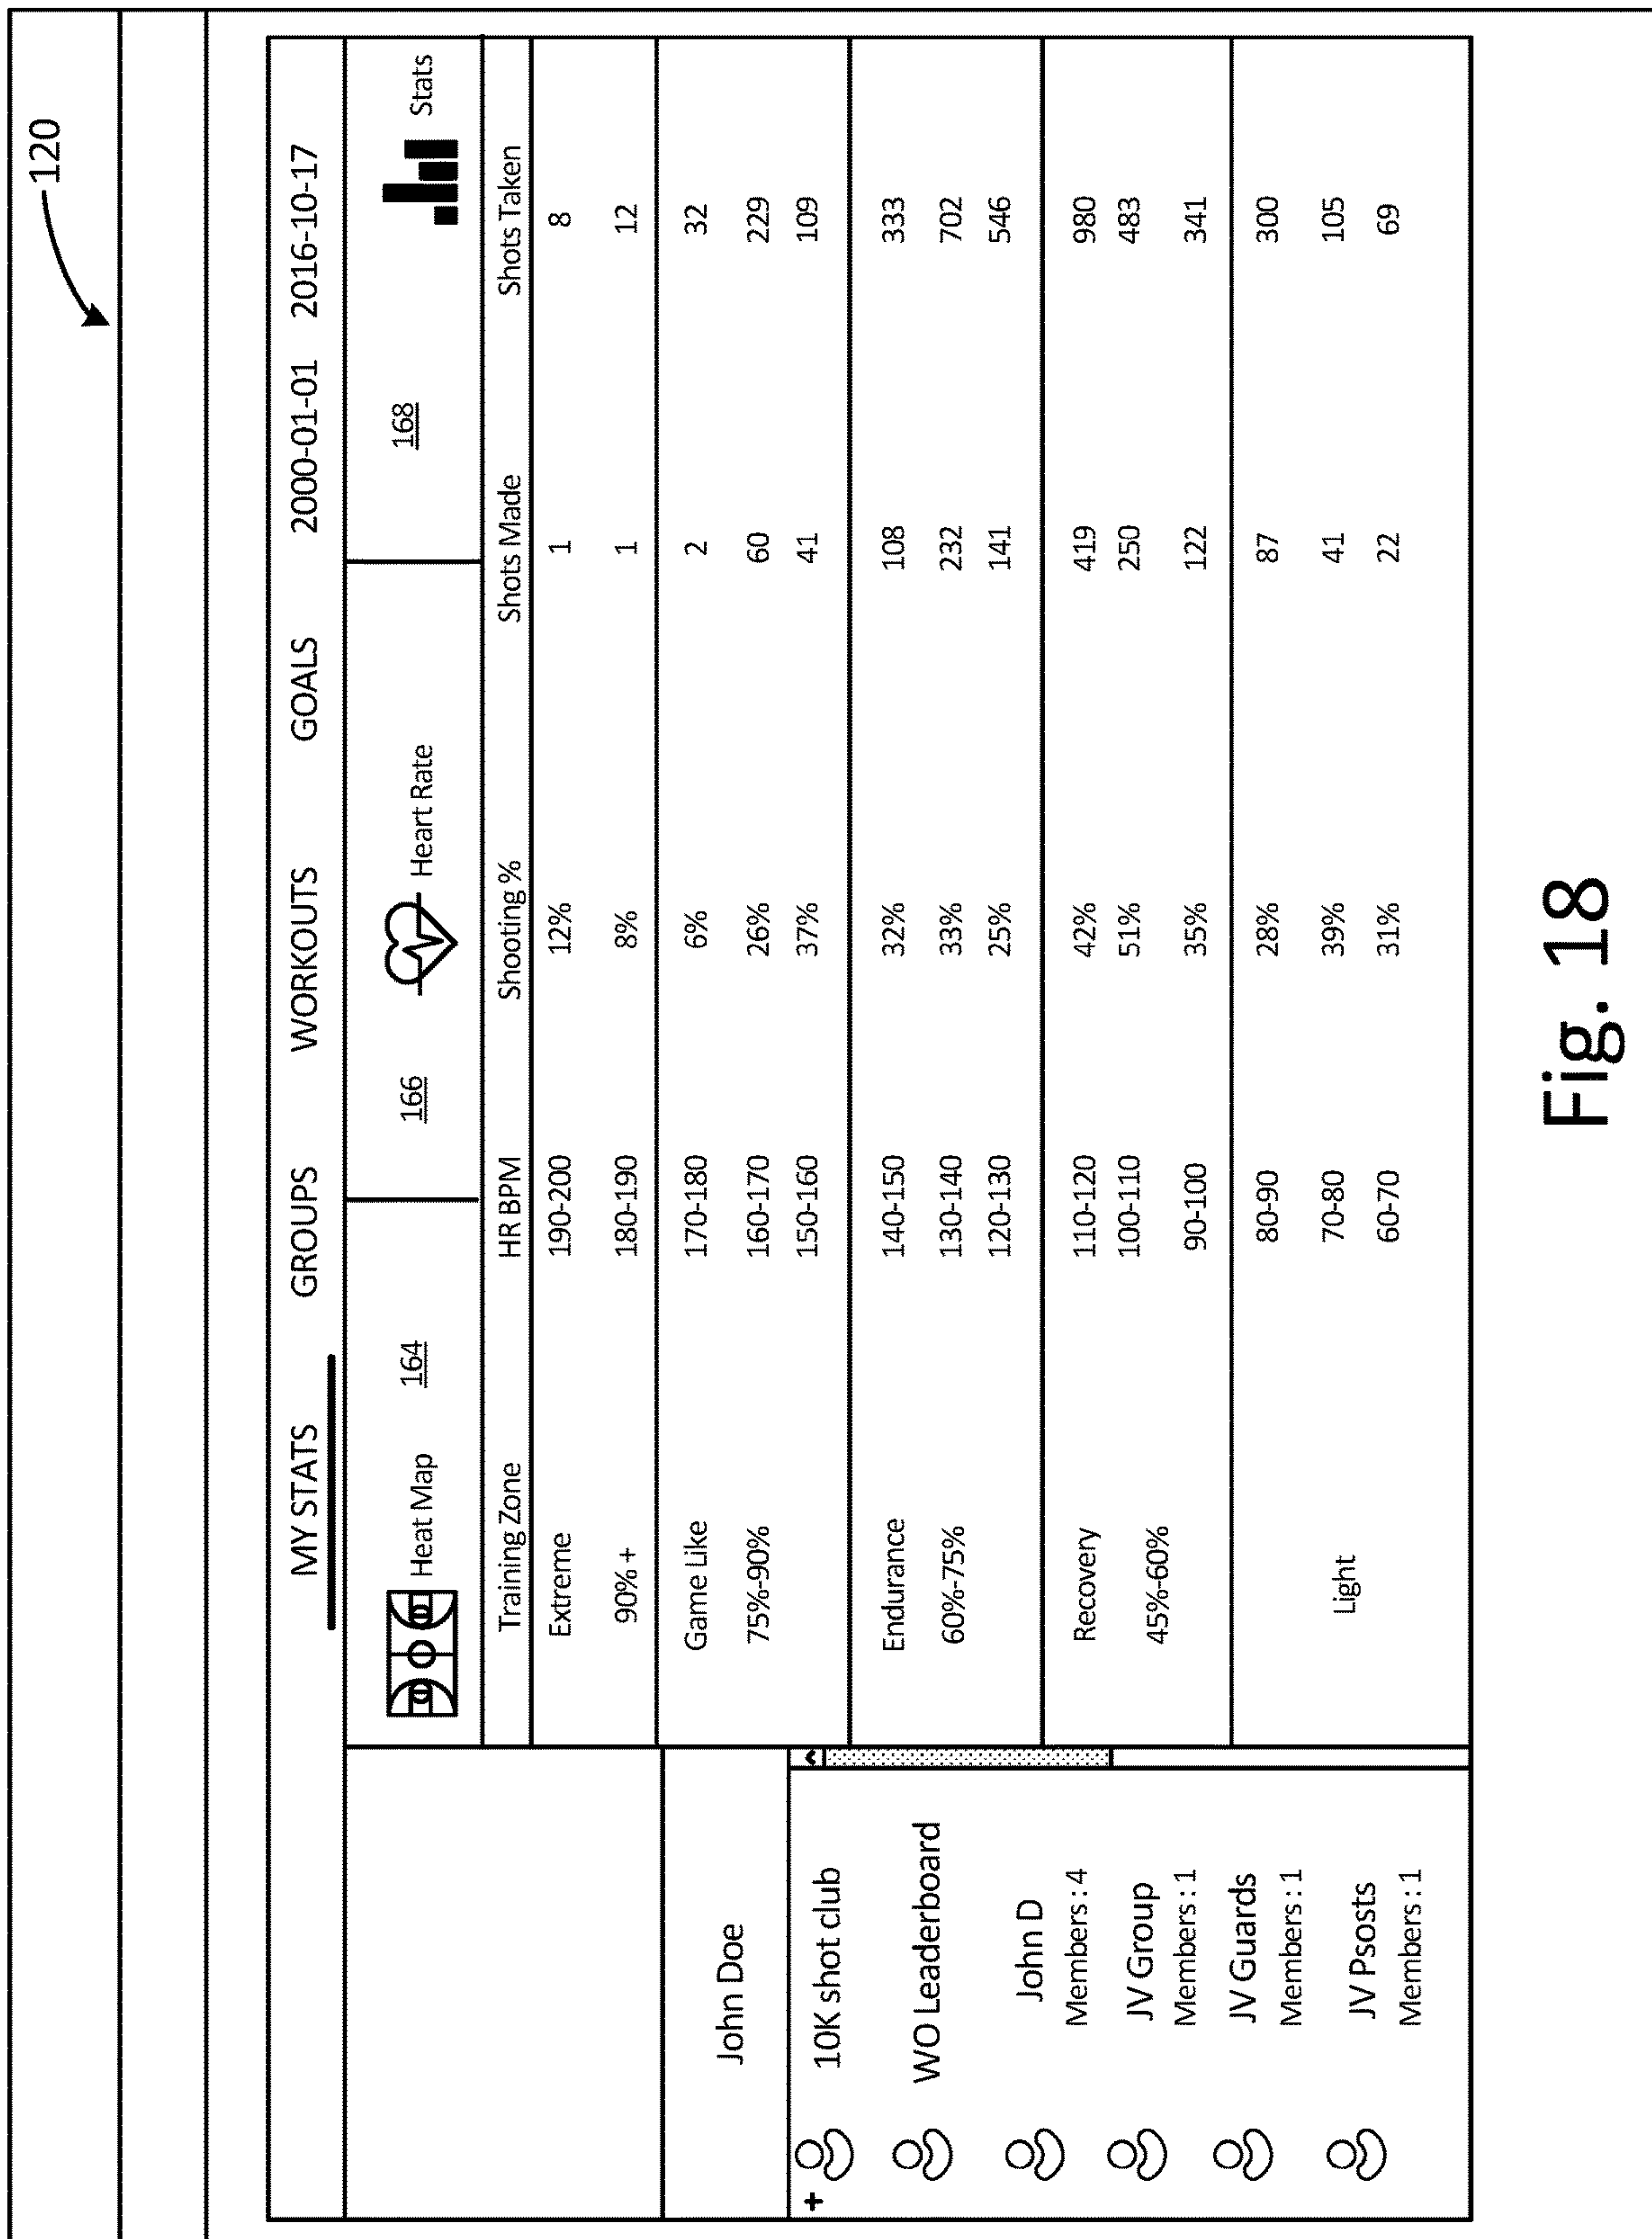 120
MY STATS GROUPS WORKOUTS GOALS 2000-01-01 2016-10-17
Heat Map 164 166 Heart Rate 168 Stats
Training Zone HR BPM Shooting % Shots Made Shots Taken
Extreme 190-200 12% 1 8
90% + 180-190 8% 1 12
Game Like 170-180 6% 2 32
75%-90% 160-170 26% 60 229
150-160 37% 41 109
Endurance 140-150 32% 108 333
60%-75% 130-140 33% 232 702
120-130 25% 141 546
Recovery 110-120 42% 419 980
100-110 51% 250 483
45%-60%
90-100 35% 122 341
80-90 28% 87 300
Light 70-80 39% 41 105
60-70 31% 22 69
John Doe
+ 10K shot club
WO Leaderboard
John D
Members : 4
JV Group
Members : 1
JV Guards
Members : 1
JV Psosts
Members : 1
Fig. 18